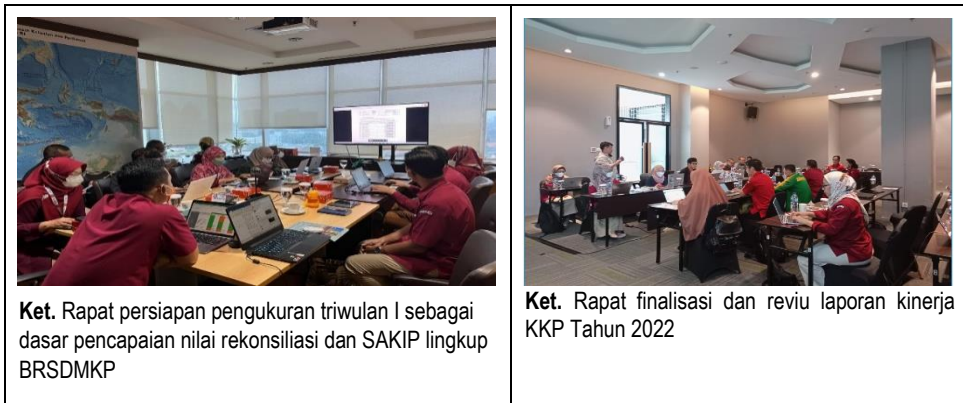 Ket. Rapat persiapan pengukuran triwulan I sebagai
dasar pencapaian nilai rekonsiliasi dan SAKIP lingkup
BRSDMKP
Ket. Rapat finalisasi dan reviu laporan kinerja
KKP Tahun 2022